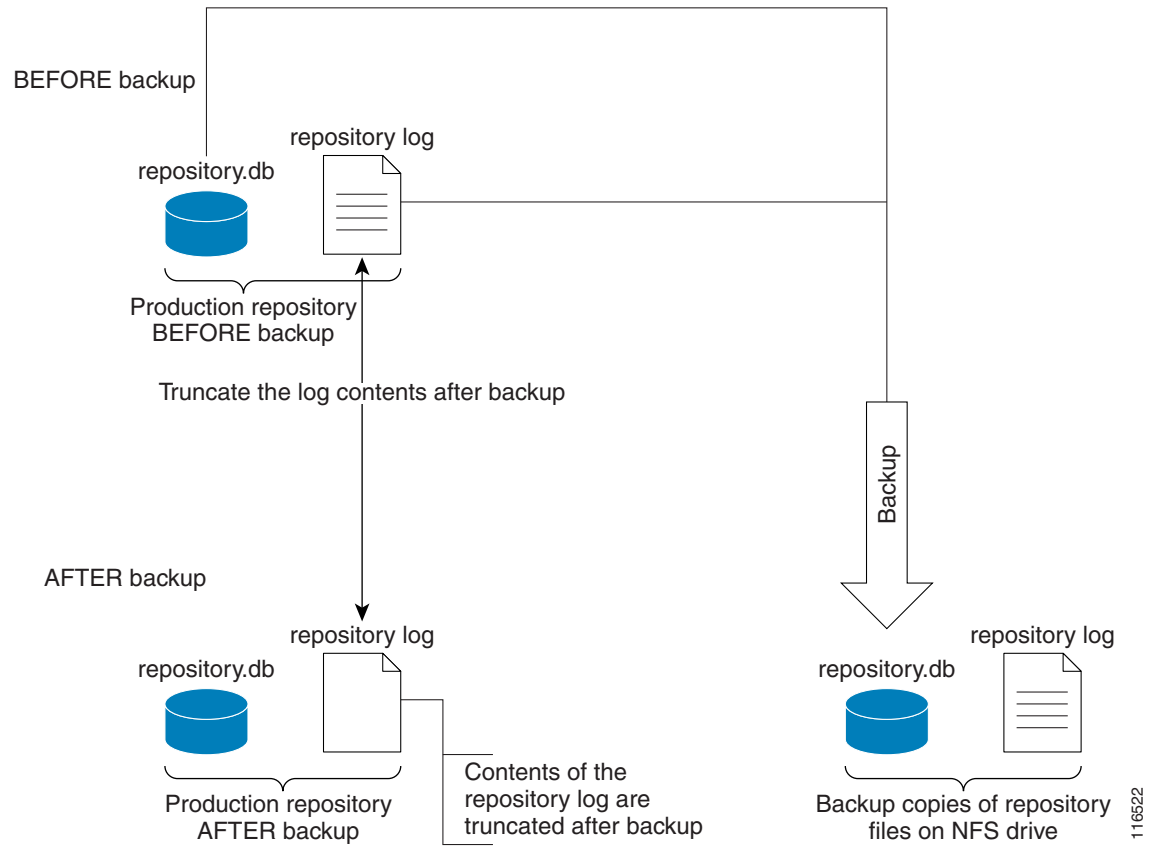 BEFORE backup
repository log
repository.db
Production repository
BEFORE backup
Truncate the log contents after backup
Backup
AFTER backup
repository log
repository.db
Production repository
AFTER backup
Contents of the
repository log are
truncated after backup
repository log
repository.db
Backup copies of repository
files on NFS drive
116522